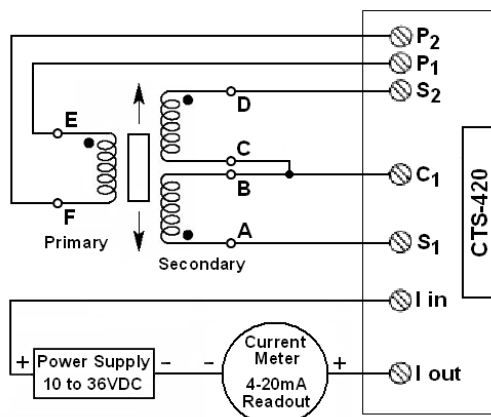 P2
P1
S2
E
D
C
B
C1
F
A
S1
Primary
Secondary
CTS-420
I in
+
Power Supply
10 to 36VDC
–
–
Current
Meter
4-20mA
Readout
+
I out